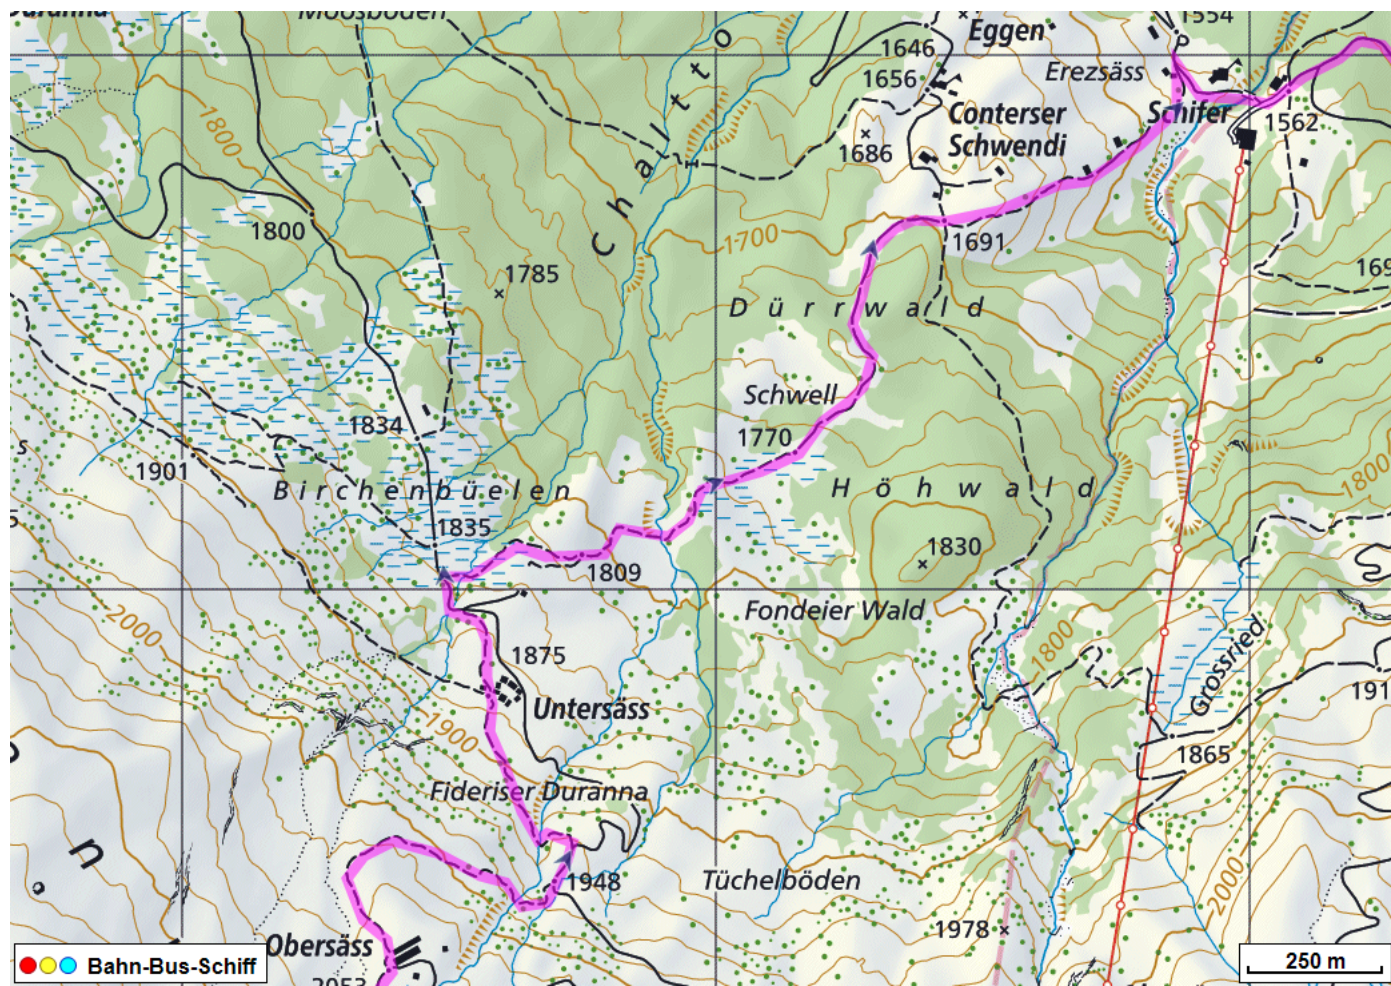 Moosböden
Eggen
1554
1646
1656
Erezsäss
Conterser
Schwendi
Schifer
1562
1686
1800
Chaltto
1800
1700
1691
1785
169
Dürrwald
Schwell
1834
1770
1901
Birchenbüelen
Höhwald
1800
1835
1830
1809
2000
Fondeier Wald
1800
1875
Grossried
191
Untersäss
1900
1865
Fideriser Duranna
1948
Tüchelböden
2000
1978
Obersäss
2053
Bahn-Bus-Schiff
250 m